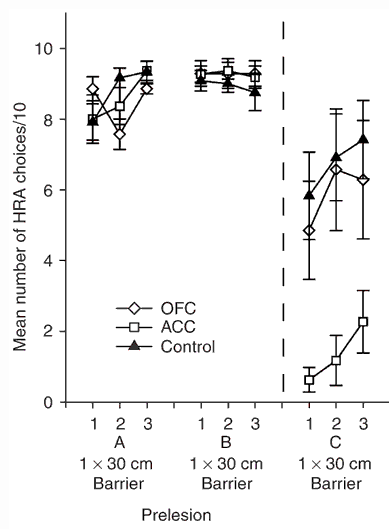 Mean number of HRA choices/10
10
8
6
4
2
0
OFC
ACC
Control
1 2 3 1 2 3 1 2 3
A B C
1 × 30 cm 1 × 30 cm 1 × 30 cm
Barrier Barrier Barrier
Prelesion